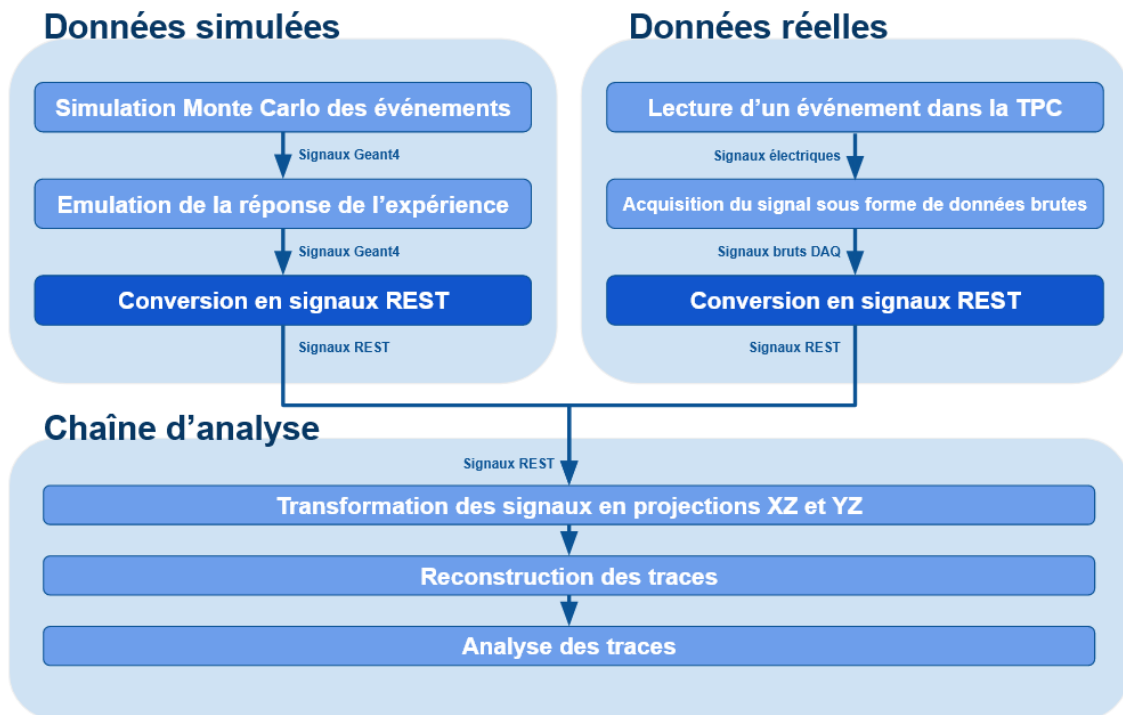 Données simulées
Simulation Monte Carlo des événements
Signaux Geant4
Emulation de la réponse de l'expérience
Signaux Geant4
Conversion en signaux REST
Signaux REST
Données réelles
Lecture d'un événement dans la TPC
Signaux électriques
Acquisition du signal sous forme de données brutes
Signaux bruts DAQ
Conversion en signaux REST
Signaux REST
Chaîne d'analyse
Signaux REST
Transformation des signaux en projections XZ et YZ
Reconstruction des traces
Analyse des traces